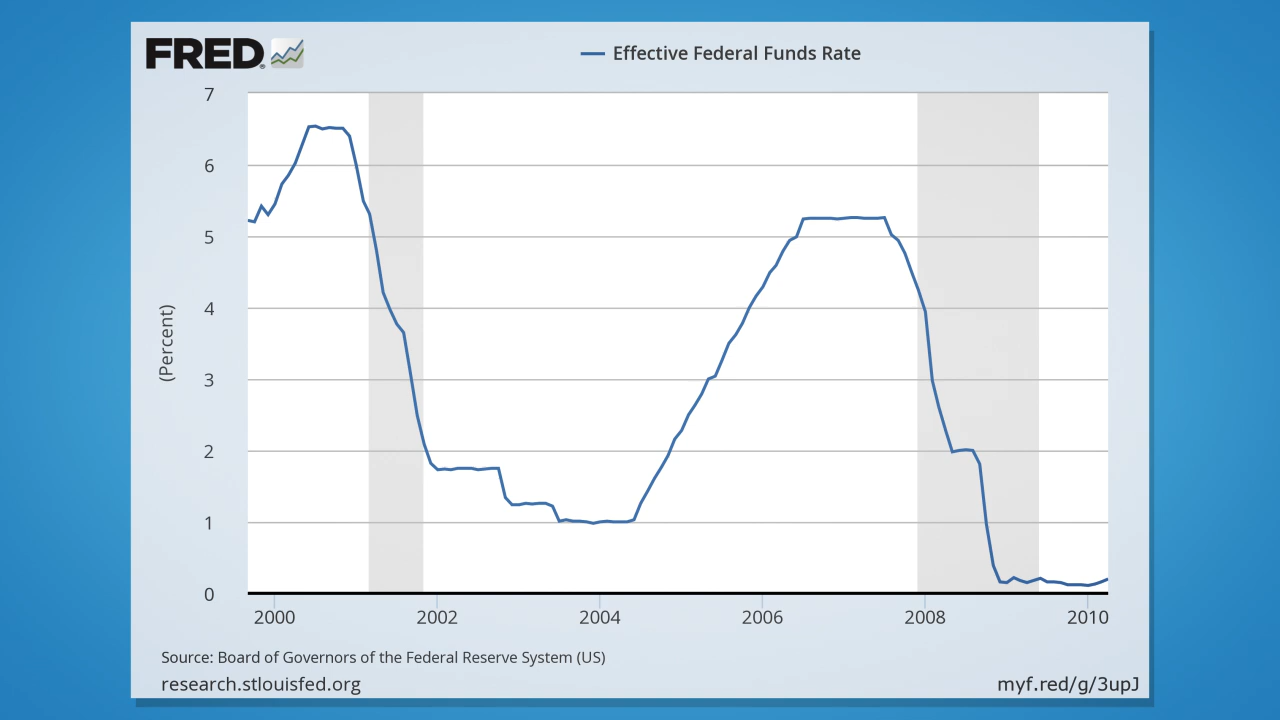 FRED
Effective Federal Funds Rate
7
6
5
4
3
2
1
0
(Percent)
2000 2002 2004 2006 2008 2010
Source: Board of Governors of the Federal Reserve System (US)
research.stlouisfed.org
myf.red/g/3upJ